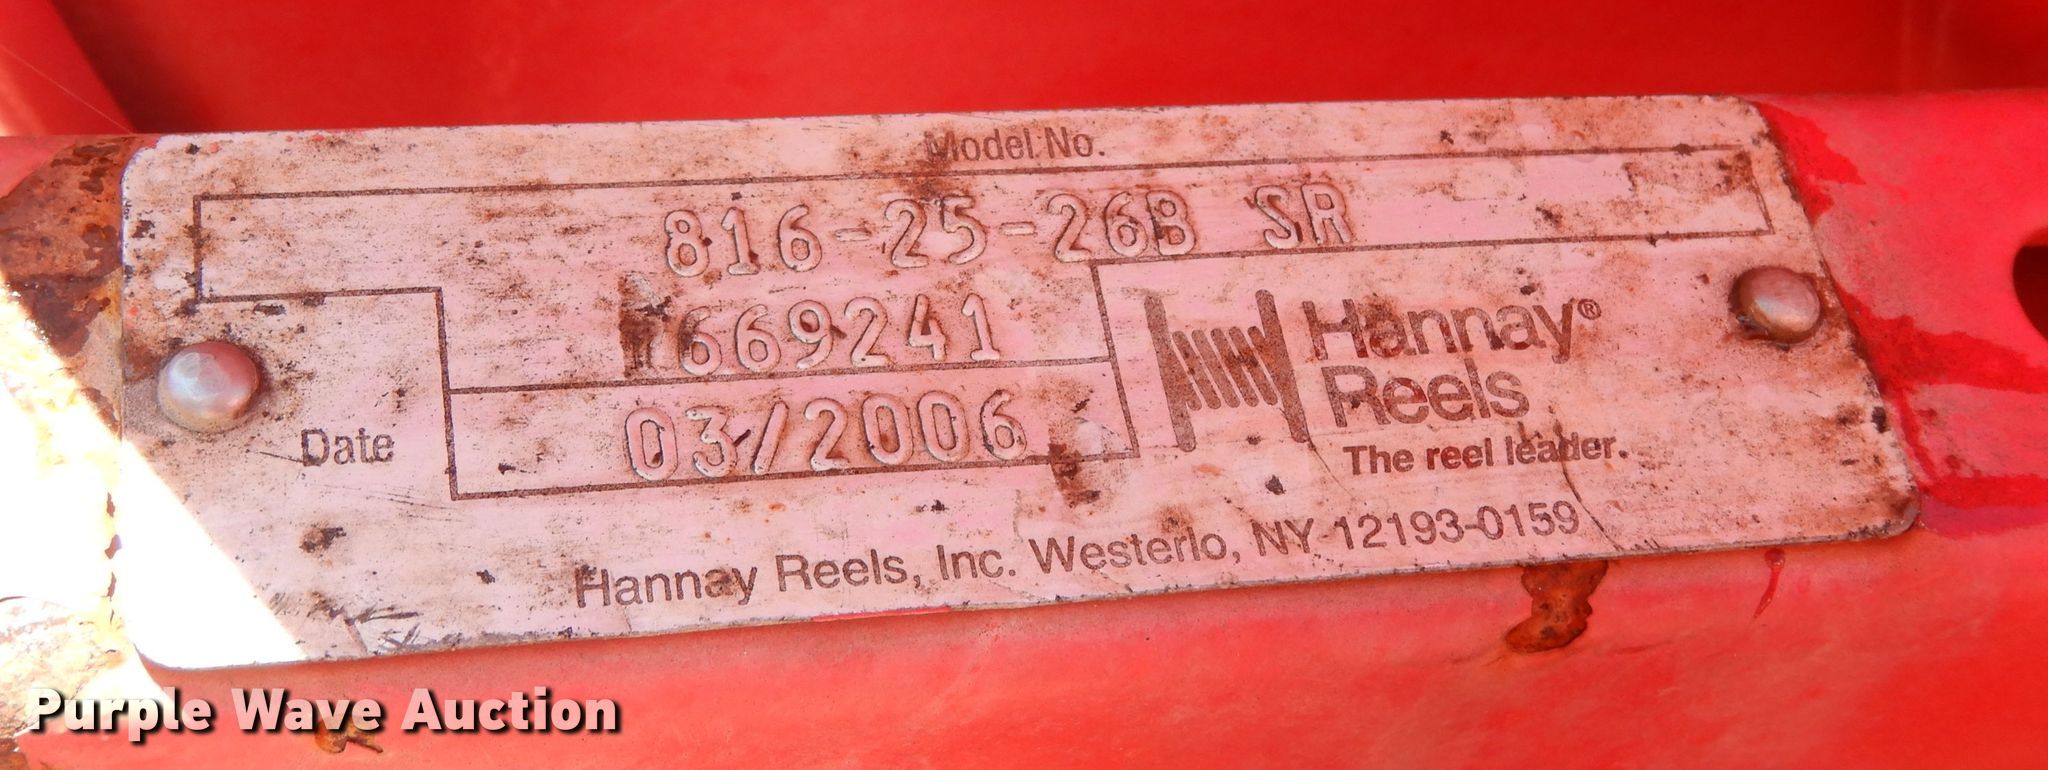 Model No.
816-25-26B SR
669241
Date 03/2006
Hannay®
Reels
The reel leader.
Hannay Reels, Inc. Westerlo, NY 12193-0159
Purple Wave Auction